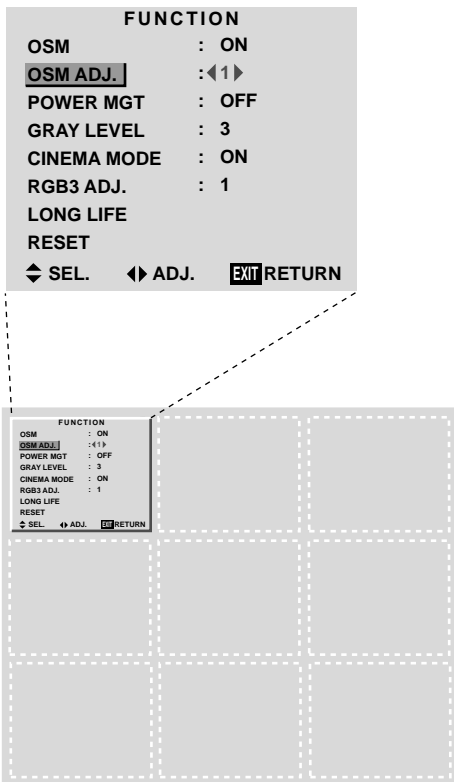 FUNCTION
OSM : ON
OSM ADJ. : 1
POWER MGT : OFF
GRAY LEVEL : 3
CINEMA MODE : ON
RGB3 ADJ. : 1
LONG LIFE
RESET
SEL. ADJ. EXIT RETURN
FUNCTION
OSM : ON
OSM ADJ. : 1
POWER MGT : OFF
GRAY LEVEL : 3
CINEMA MODE : ON
RGB3 ADJ. : 1
LONG LIFE
RESET
SEL. ADJ. EXIT RETURN